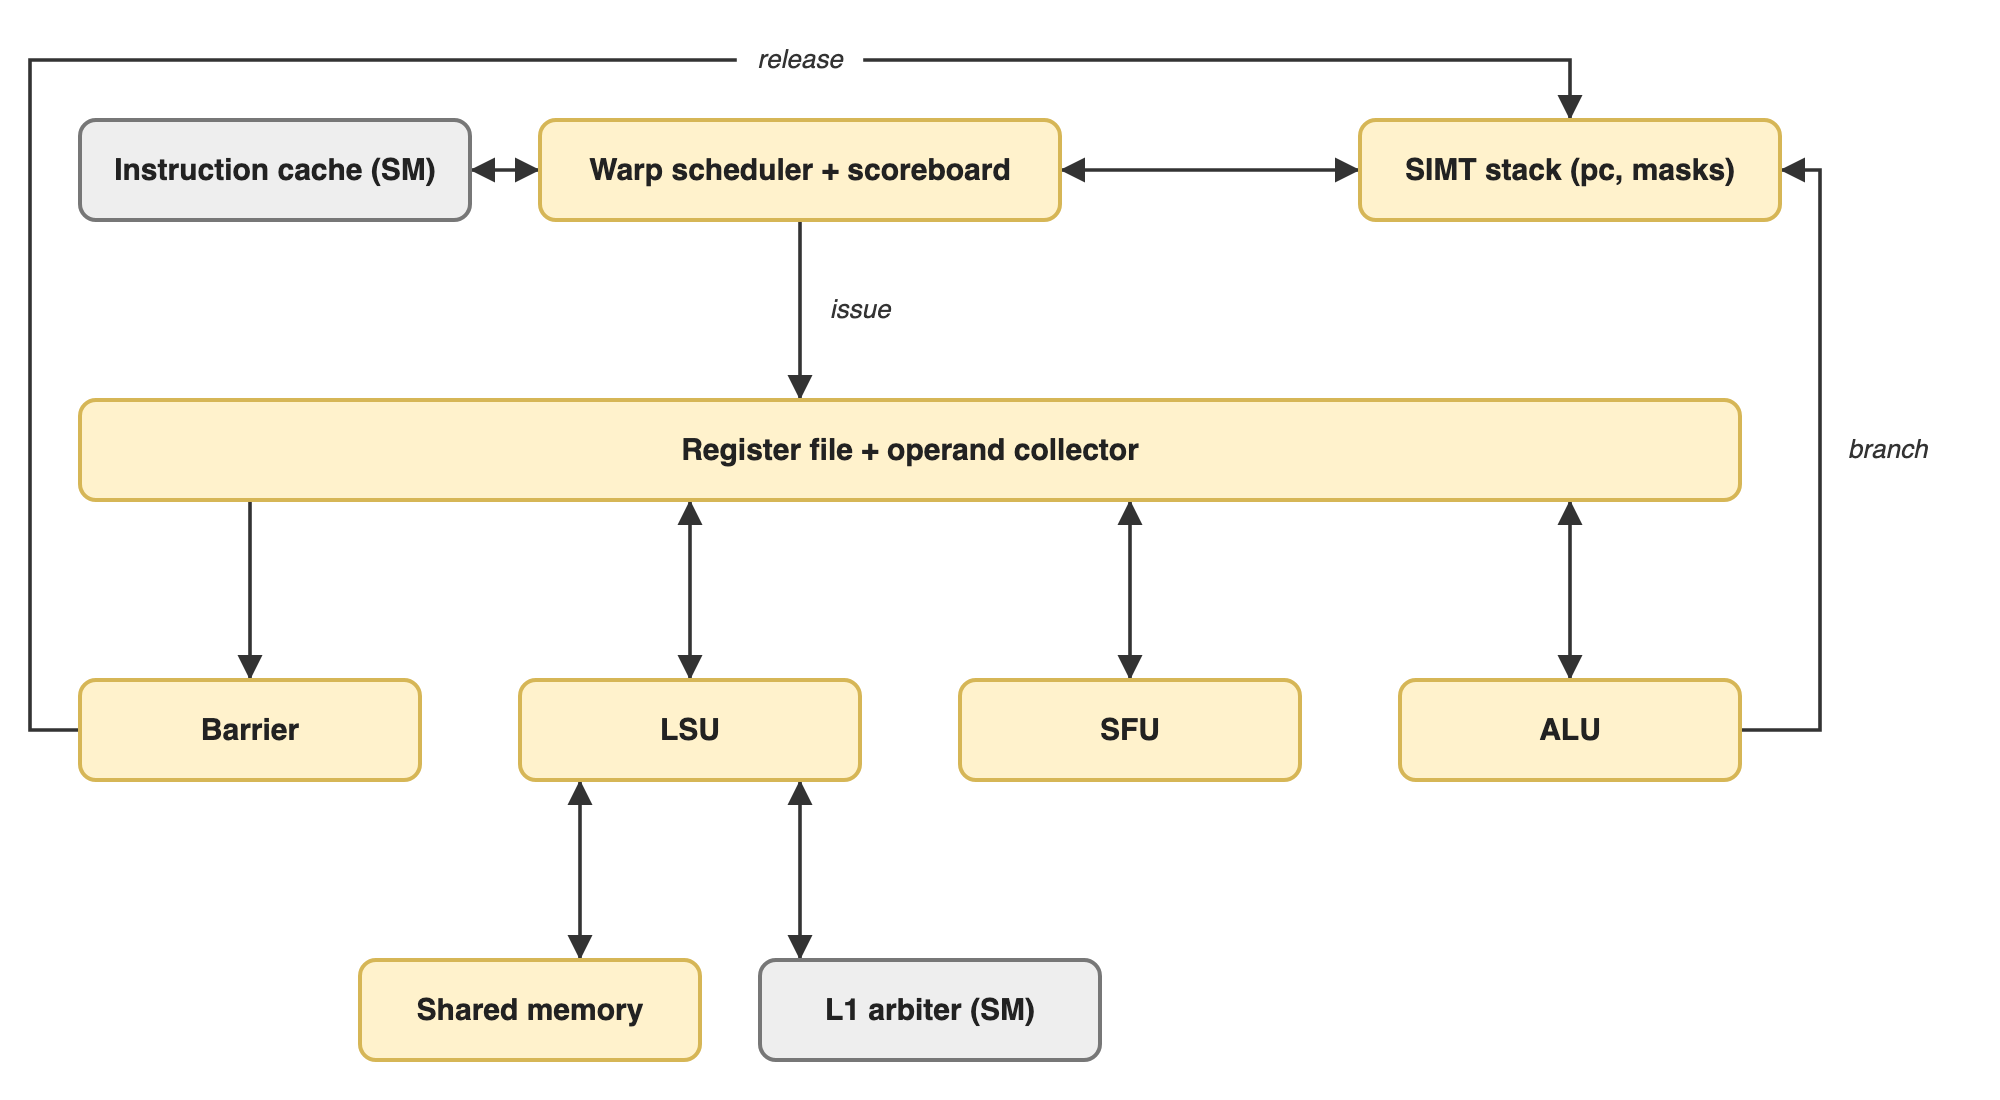 release
Instruction cache (SM)
Warp scheduler + scoreboard
SIMT stack (pc, masks)
issue
Register file + operand collector
branch
Barrier
LSU
SFU
ALU
Shared memory
L1 arbiter (SM)